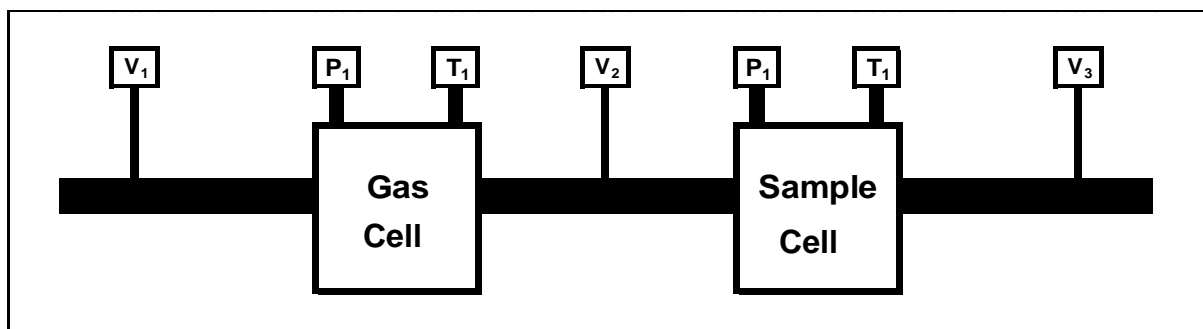 V₁ P₁ T₁ V₂ P₁ T₁ V₃
Gas
Cell
Sample
Cell